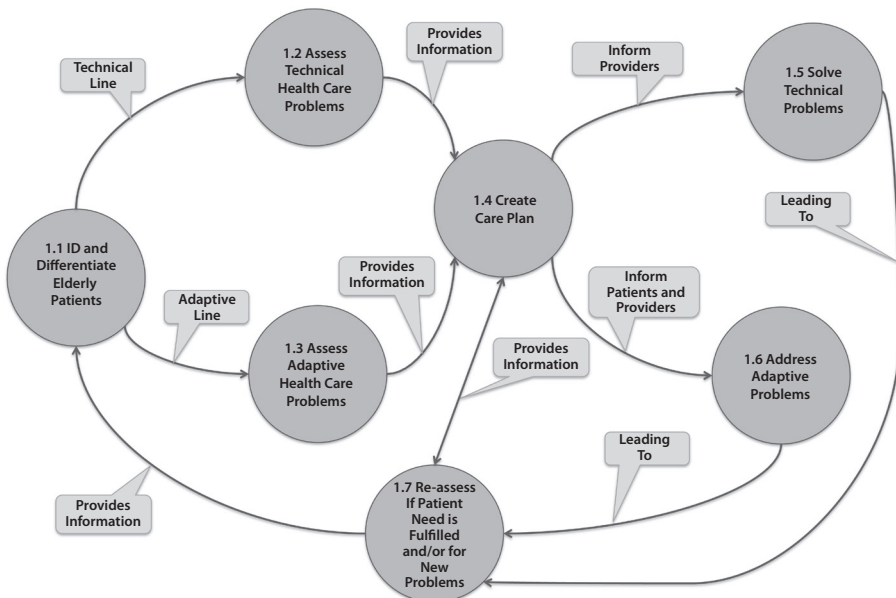 Technical
Line
1.2 Assess
Technical
Health Care
Problems
Provides
Information
Inform
Providers
1.5 Solve
Technical
Problems
1.1 ID and
Differentiate
Elderly
Patients
Adaptive
Line
1.3 Assess
Adaptive
Health Care
Problems
Provides
Information
1.4 Create
Care Plan
Inform
Patients and
Providers
Leading
To
1.6 Address
Adaptive
Problems
Provides
Information
Leading
To
1.7 Re-assess
If Patient
Need is
Fulfilled
and/or for
New
Problems
Provides
Information